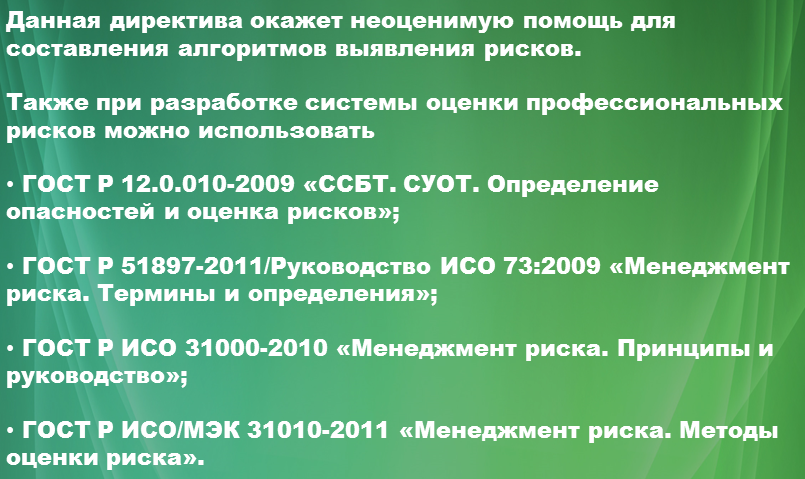 Данная директива окажет неоценимую помощь для
составления алгоритмов выявления рисков.
Также при разработке системы оценки профессиональных
рисков можно использовать
• ГОСТ Р 12.0.010-2009 «ССБТ. СУОТ. Определение
опасностей и оценка рисков»;
• ГОСТ Р 51897-2011/Руководство ИСО 73:2009 «Менеджмент
риска. Термины и определения»;
• ГОСТ Р ИСО 31000-2010 «Менеджмент риска. Принципы и
руководство»;
• ГОСТ Р ИСО/МЭК 31010-2011 «Менеджмент риска. Методы
оценки риска».